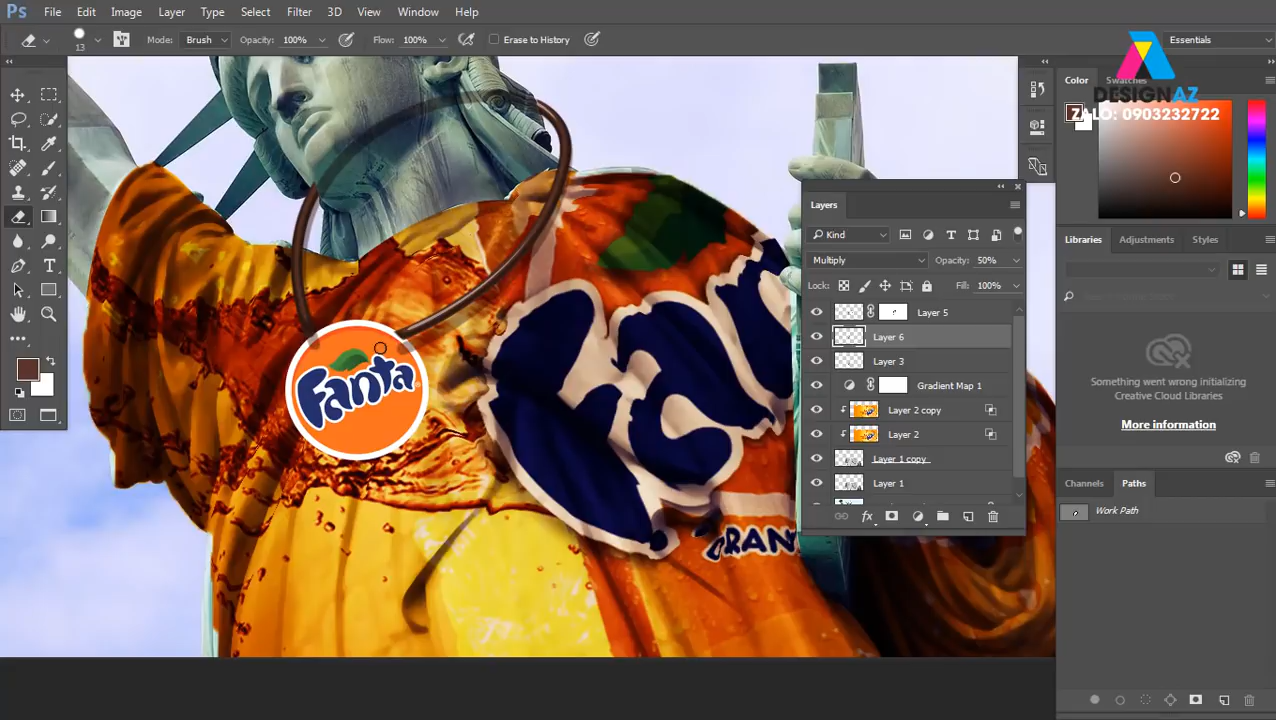 Ps File Edit Image Layer Type Select Filter 3D View Window Help
13 Mode: Brush Opacity: 100% Flow: 100% Erase to History Essentials
Color Swatches
DESIGNAZ
ZALO: 0903232722
Layers
Kind
Multiply Opacity: 50%
Lock: Fill: 100%
Layer 5
Layer 6
Layer 3
Gradient Map 1
Layer 2 copy
Layer 2
Layer 1 copy
Layer 1
fx
Libraries Adjustments Styles
Something went wrong initializing
Creative Cloud Libraries
More information
Channels Paths
Work Path
Fanta